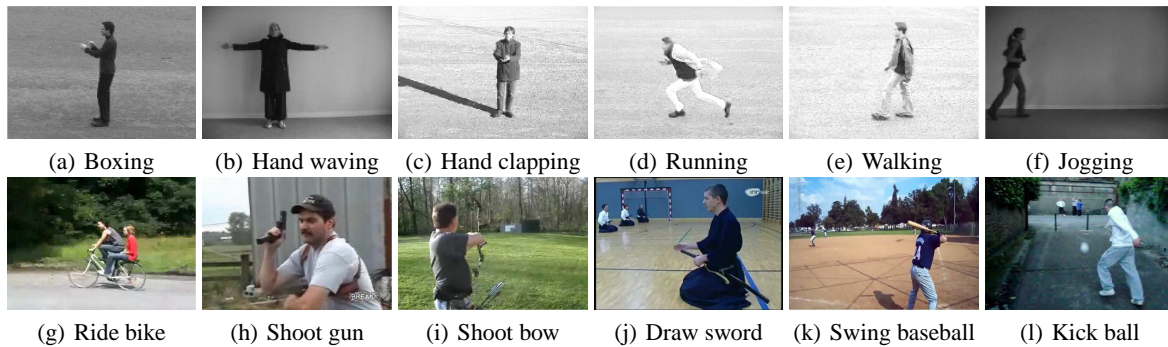 (a) Boxing
(b) Hand waving
(c) Hand clapping
(d) Running
(e) Walking
(f) Jogging
BREMO
(g) Ride bike
(h) Shoot gun
(i) Shoot bow
(j) Draw sword
(k) Swing baseball
(l) Kick ball